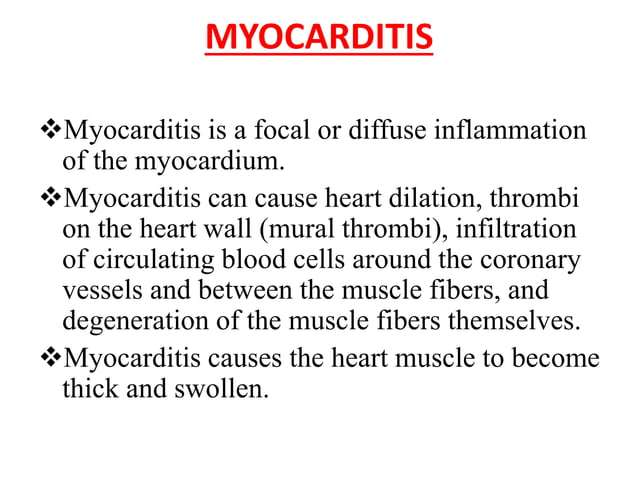 MYOCARDITIS
❖Myocarditis is a focal or diffuse inflammation
of the myocardium.
❖Myocarditis can cause heart dilation, thrombi
on the heart wall (mural thrombi), infiltration
of circulating blood cells around the coronary
vessels and between the muscle fibers, and
degeneration of the muscle fibers themselves.
❖Myocarditis causes the heart muscle to become
thick and swollen.